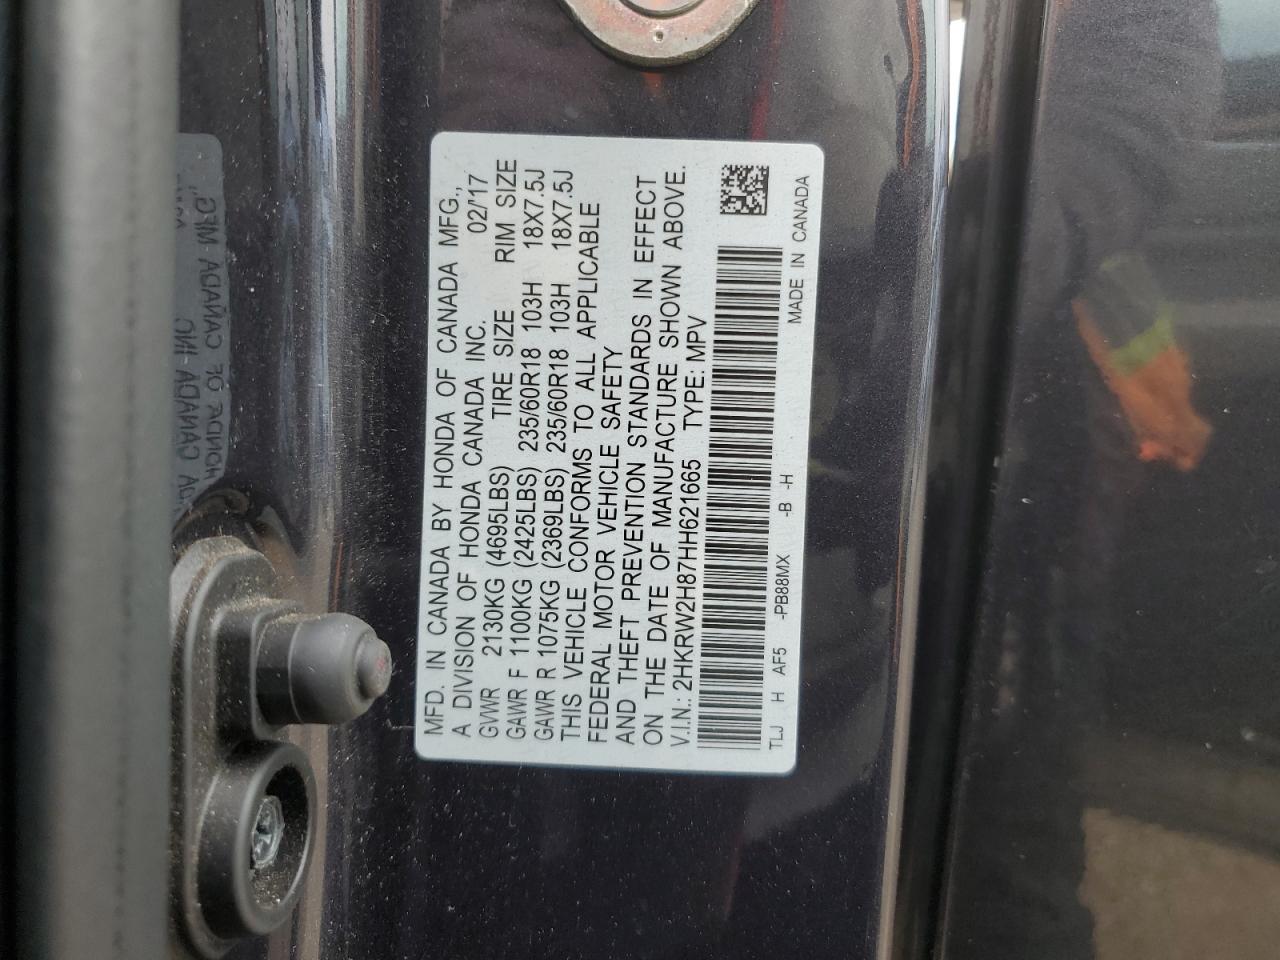 MFD. IN CANADA BY HONDA OF CANADA MFG.,
A DIVISION OF HONDA CANADA INC. 02/'17
GVWR 2130KG (4695LBS) TIRE SIZE RIM SIZE
GAWR F 1100KG (2425LBS) 235/60R18 103H 18X7.5J
GAWR R 1075KG (2369LBS) 235/60R18 103H 18X7.5J
THIS VEHICLE CONFORMS TO ALL APPLICABLE
FEDERAL MOTOR VEHICLE SAFETY
AND THEFT PREVENTION STANDARDS IN EFFECT
ON THE DATE OF MANUFACTURE SHOWN ABOVE.
V.I.N.: 2HKRW2H87HH621665 TYPE: MPV
TLJ H AF5 -PB88MX -B -H MADE IN CANADA